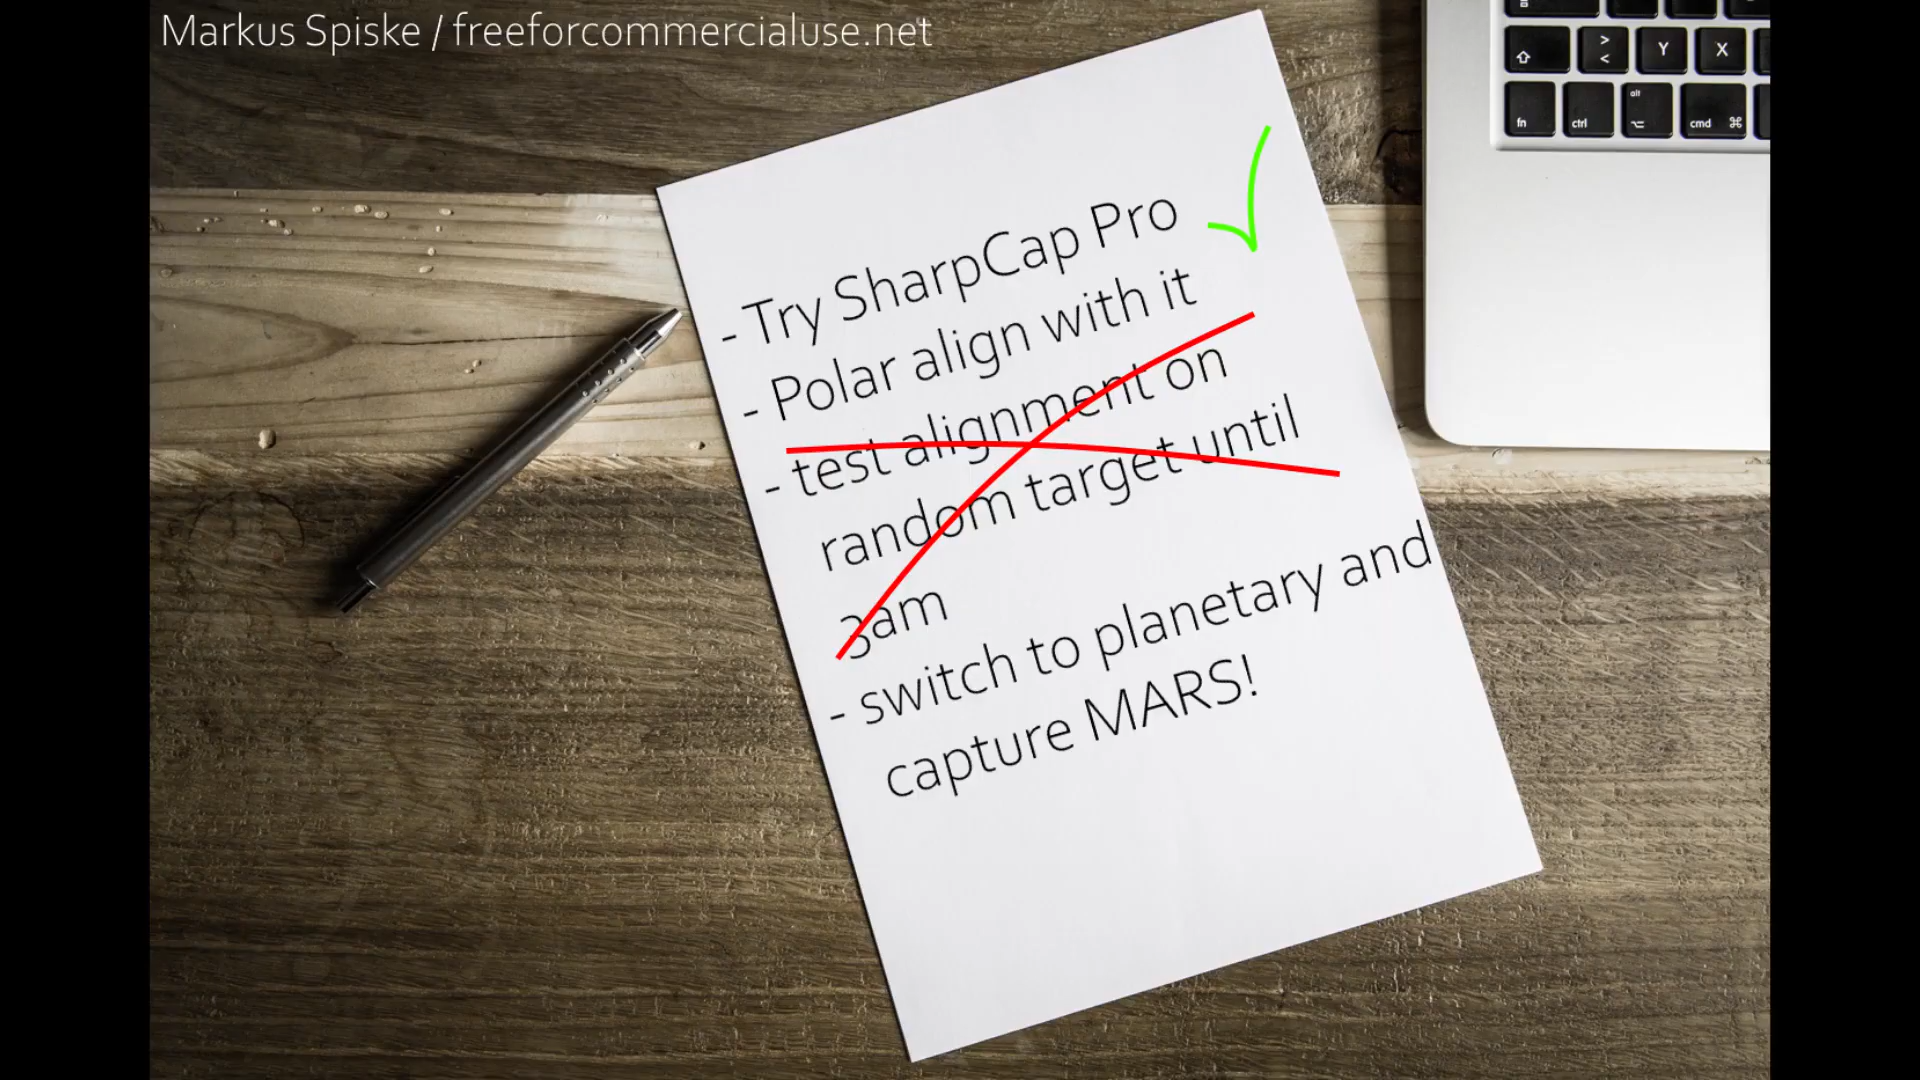 Markus Spiske / freeforcommercialuse.net
- Try SharpCap Pro
- Polar align with it
- test alignment on
random target until
3am
- switch to planetary and
capture MARS!
>
<
Y
X
fn
ctrl
alt
cmd